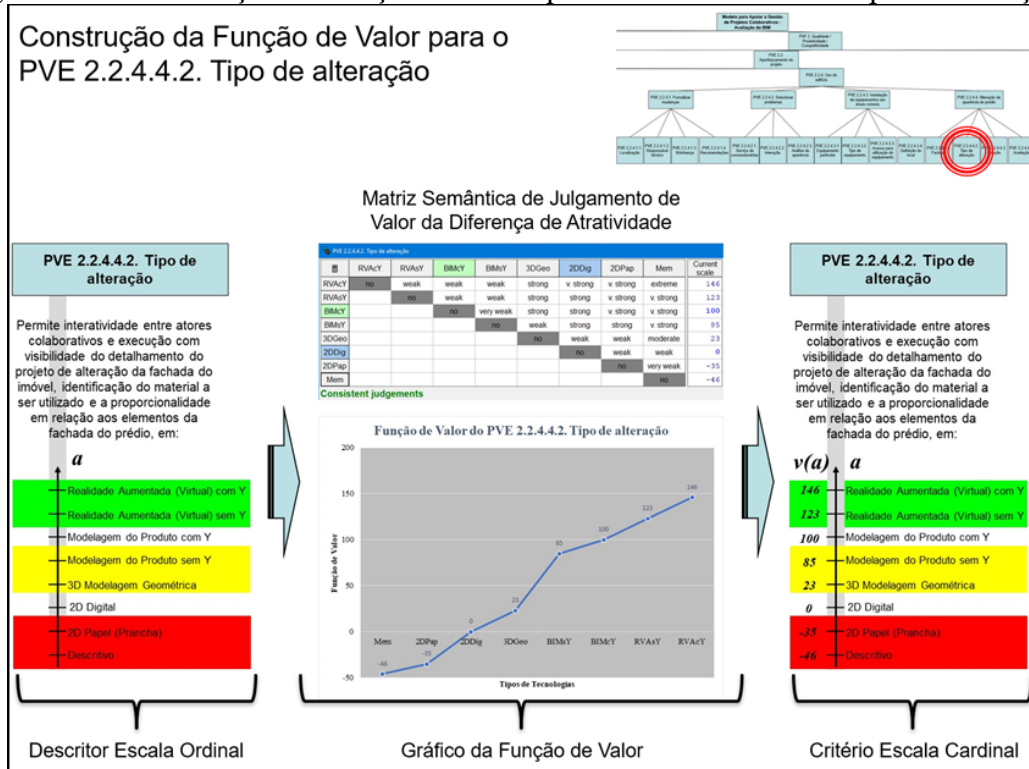 Construção da Função de Valor para o
PVE 2.2.4.4.2. Tipo de alteração
Modelo para Apoiar a Gestão
de Projetos Colaborativos :
Avaliação do BIM
Matriz Semântica de Julgamento de
Valor da Diferença de Atratividade
PVE 2.2.4.4.2. Tipo de
alteração
Permite interatividade entre atores
colaborativos e execução com
visibilidade do detalhamento do
projeto de alteração da fachada do
imóvel, identificação do material a
ser utilizado e a proporcionalidade
em relação aos elementos da
fachada do prédio, em:
a
Realidade Aumentada (Virtual) com Y
Realidade Aumentada (Virtual) sem Y
Modelagem do Produto com Y
Modelagem do Produto sem Y
3D Modelagem Geométrica
2D Digital
2D Papel (Prancha)
Descritivo
Descritor Escala Ordinal
PVE 2.2.4.4.2. Tipo de alteração
RVAcY RVAsY BIMcY BIMsY 3DGeo 2DDig 2DPap Mem Current
scale
RVAcY no weak weak weak strong v. strong v. strong extreme 146
RVAsY no weak weak strong strong v. strong v. strong 123
BIMcY no very weak strong strong v. strong v. strong 100
BIMsY no weak strong strong v. strong 85
3DGeo no weak weak moderate 23
2DDig no weak weak 0
2DPap no very weak -35
Mem no -46
Consistent judgements
Função de Valor do PVE 2.2.4.4.2. Tipo de alteração
Função de Valor
200
150
100
50
0
-50
-46
-35
0
23
85
100
123
146
Mem 2DPap 2DDig 3DGeo BIMsY BIMcY RVAsY RVAcY
Tipos de Tecnologias
Gráfico da Função de Valor
PVE 2.2.4.4.2. Tipo de
alteração
Permite interatividade entre atores
colaborativos e execução com
visibilidade do detalhamento do
projeto de alteração da fachada do
imóvel, identificação do material a
ser utilizado e a proporcionalidade
em relação aos elementos da
fachada do prédio, em:
v(a) a
146 Realidade Aumentada (Virtual) com Y
123 Realidade Aumentada (Virtual) sem Y
100 Modelagem do Produto com Y
85 Modelagem do Produto sem Y
23 3D Modelagem Geométrica
0 2D Digital
-35 2D Papel (Prancha)
-46 Descritivo
Critério Escala Cardinal